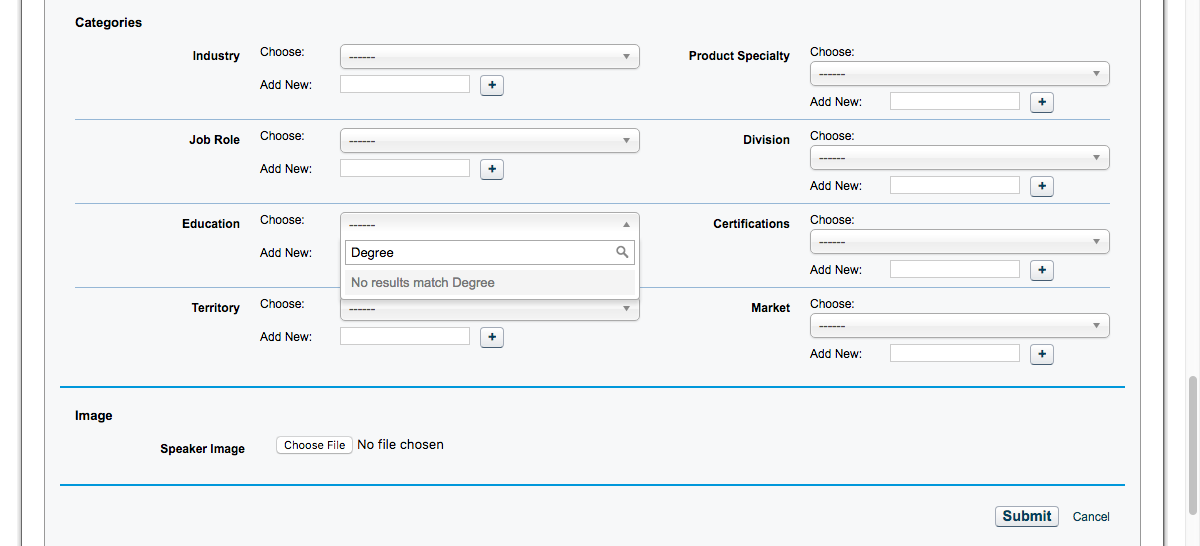 Categories
Industry Choose: ------ Product Specialty Choose:
------
Add New: + Add New: +
Job Role Choose: ------ Division Choose:
------
Add New: + Add New: +
Education Choose: ------ Certifications Choose:
------
Add New: Degree
No results match Degree Add New: +
Territory Choose: ------ Market Choose:
------
Add New: + Add New: +
Image
Speaker Image Choose File No file chosen
Submit Cancel